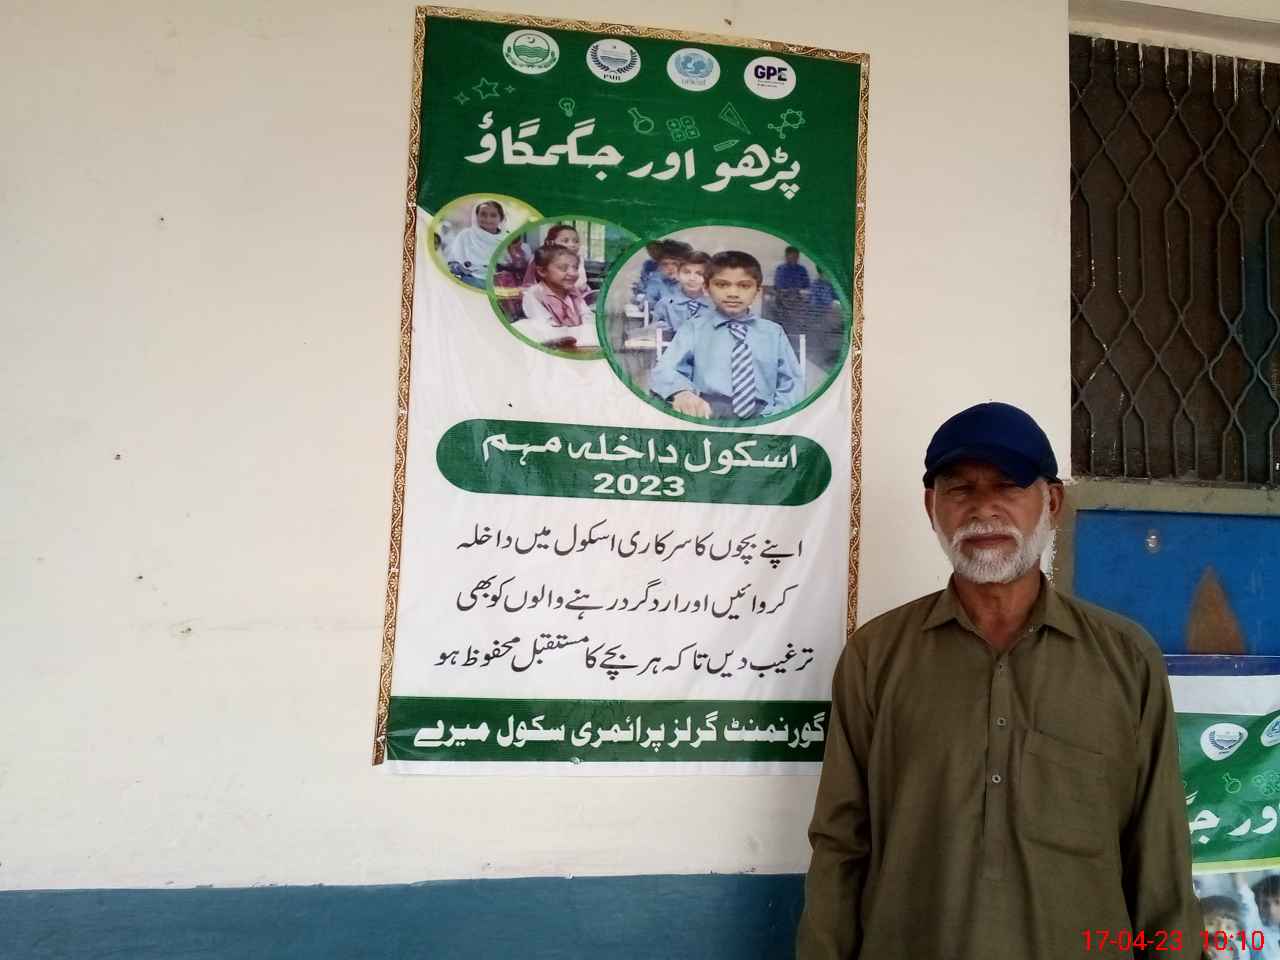 PMIU
unicef
GPE
پڑھو اور جگمگاؤ
اسکول داخلہ مہم
2023
اپنے بچوں کا سرکاری اسکول میں داخلہ
کروائیں اور اردگرد رہنے والوں کو بھی
ترغیب دیں تاکہ ہر بچے کا مستقبل محفوظ ہو
گورنمنٹ گرلز پرائمری سکول میرے
اور
17-04-23 10:10